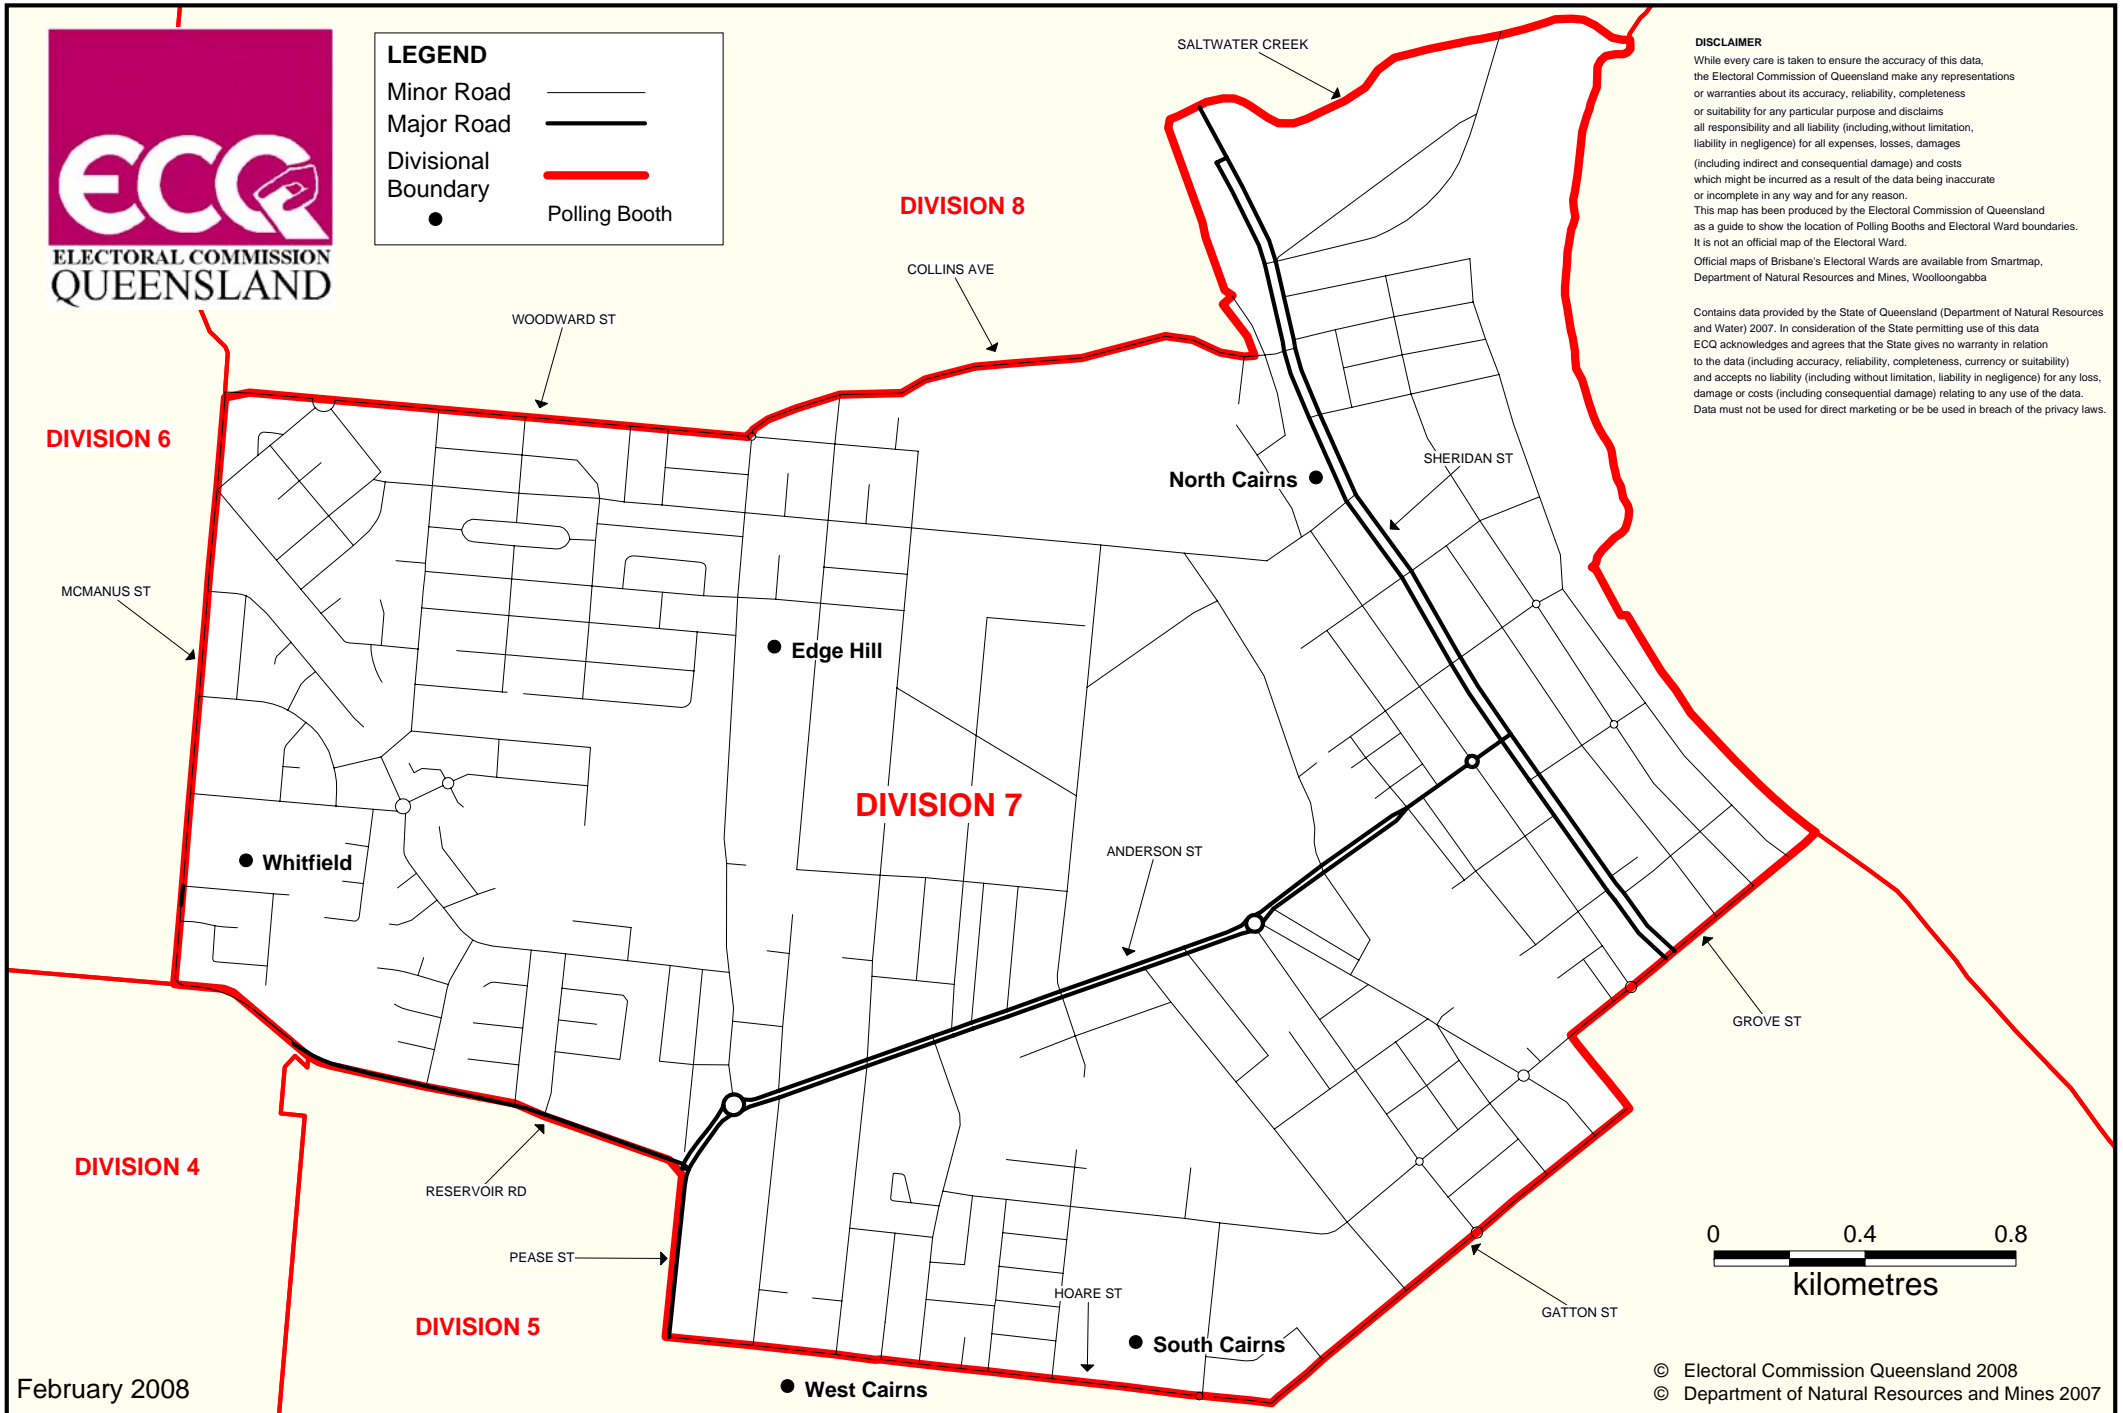 ECQ
ELECTORAL COMMISSION
QUEENSLAND
LEGEND
Minor Road
Major Road
Divisional
Boundary
Polling Booth
SALTWATER CREEK
DIVISION 8
COLLINS AVE
WOODWARD ST
DISCLAIMER
While every care is taken to ensure the accuracy of this data,
the Electoral Commission of Queensland make any representations
or warranties about its accuracy, reliability, completeness
or suitability for any particular purpose and disclaims
all responsibility and all liability (including,without limitation,
liability in negligence) for all expenses, losses, damages
(including indirect and consequential damage) and costs
which might be incurred as a result of the data being inaccurate
or incomplete in any way and for any reason.
This map has been produced by the Electoral Commission of Queensland
as a guide to show the location of Polling Booths and Electoral Ward boundaries.
It is not an official map of the Electoral Ward.
Official maps of Brisbane's Electoral Wards are available from Smartmap,
Department of Natural Resources and Mines, Woolloongabba
Contains data provided by the State of Queensland (Department of Natural Resources
and Water) 2007. In consideration of the State permitting use of this data
ECQ acknowledges and agrees that the State gives no warranty in relation
to the data (including accuracy, reliability, completeness, currency or suitability)
and accepts no liability (including without limitation, liability in negligence) for any loss,
damage or costs (including consequential damage) relating to any use of the data.
Data must not be used for direct marketing or be be used in breach of the privacy laws.
DIVISION 6
SHERIDAN ST
North Cairns
MCMANUS ST
Edge Hill
DIVISION 7
ANDERSON ST
Whitfield
GROVE ST
DIVISION 4
RESERVOIR RD
PEASE ST
HOARE ST
GATTON ST
DIVISION 5
South Cairns
West Cairns
0 0.4 0.8
kilometres
February 2008
© Electoral Commission Queensland 2008
© Department of Natural Resources and Mines 2007